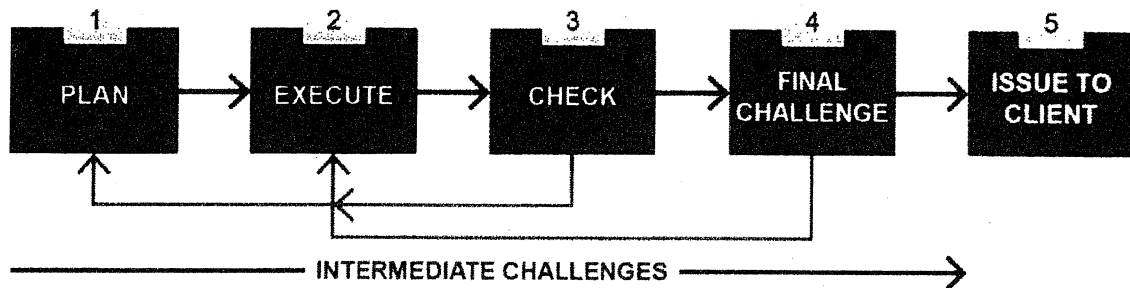 1
PLAN
2
EXECUTE
3
CHECK
4
FINAL
CHALLENGE
5
ISSUE TO
CLIENT
INTERMEDIATE CHALLENGES